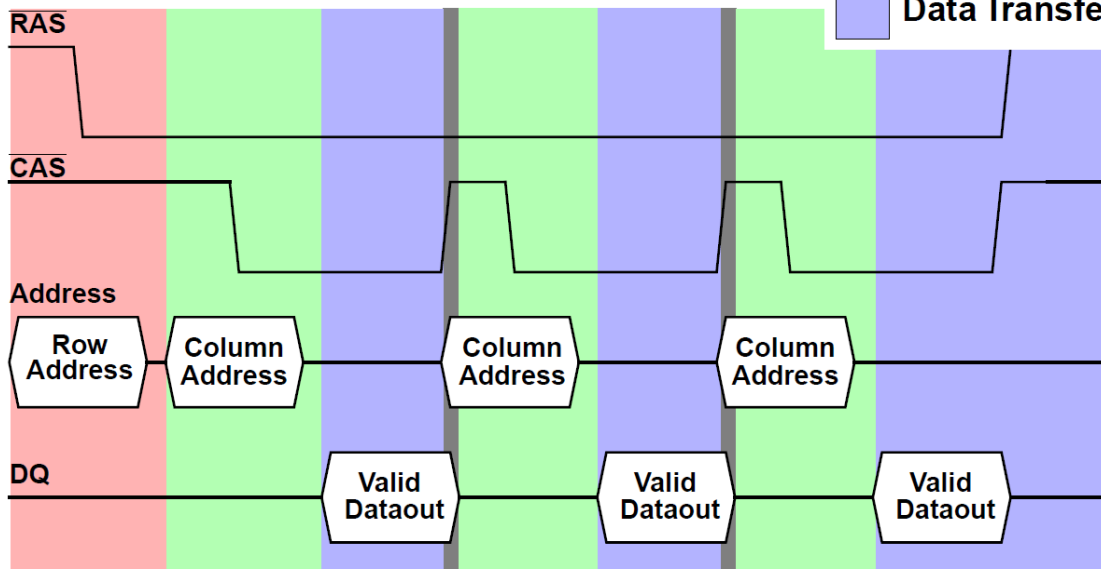 RAS
Data Transfe
CAS
Address
Row
Address
Column
Address
Column
Address
Column
Address
DQ
Valid
Dataout
Valid
Dataout
Valid
Dataout